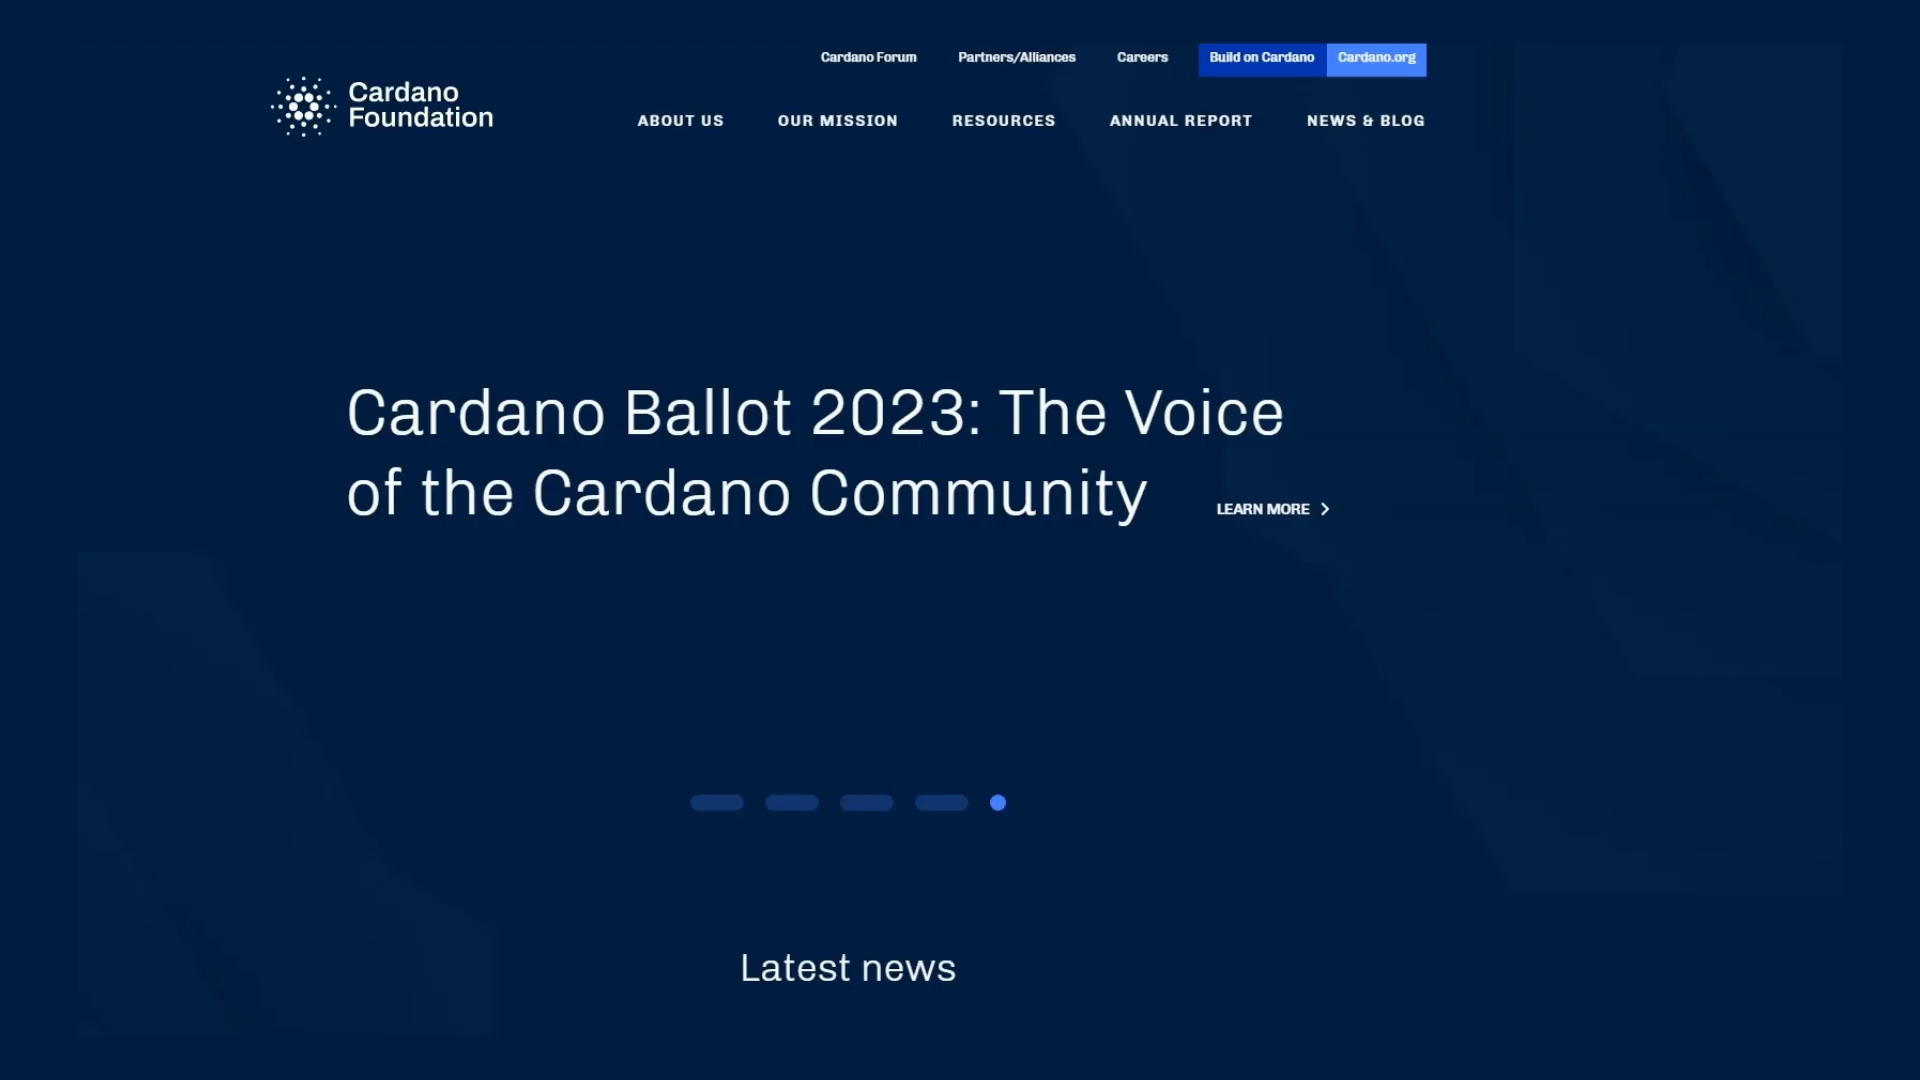 Cardano Forum Partners/Alliances Careers Build on Cardano Cardano.org
Cardano
Foundation
ABOUT US OUR MISSION RESOURCES ANNUAL REPORT NEWS & BLOG
Cardano Ballot 2023: The Voice
of the Cardano Community
LEARN MORE
Latest news